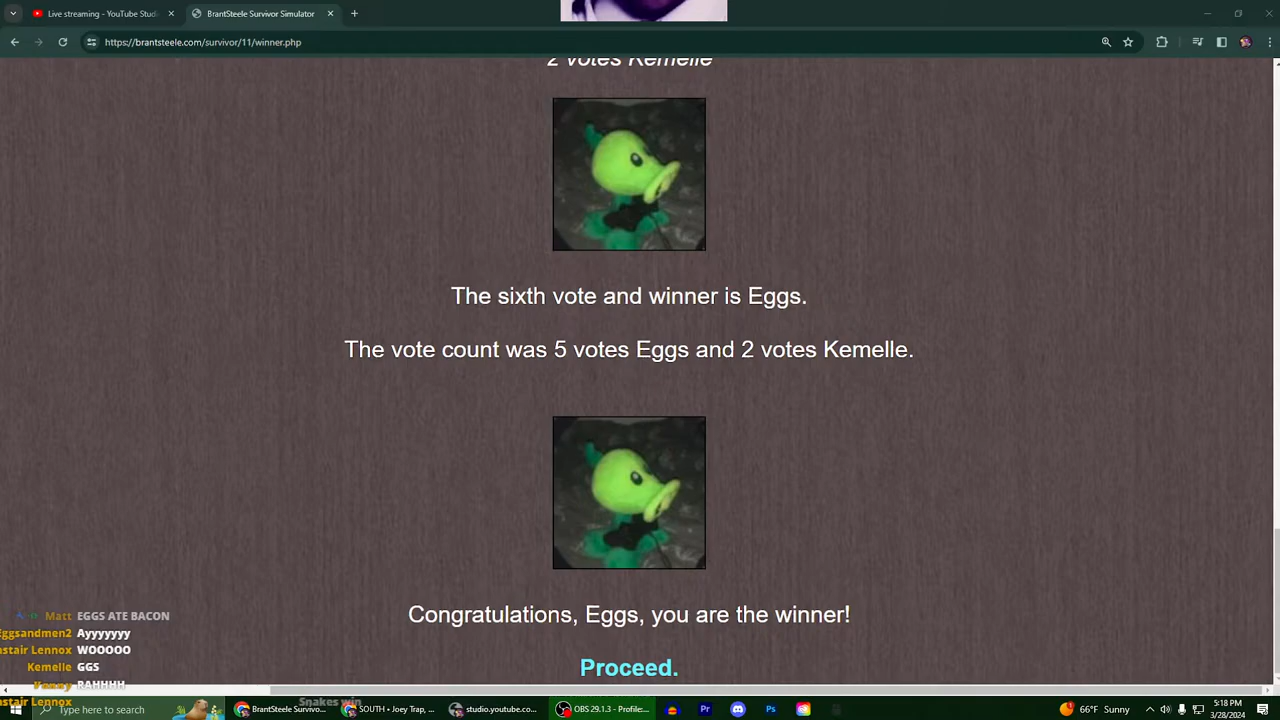 Live streaming - YouTube Studi
BrantSteele Survivor Simulator
https://brantsteele.com/survivor/11/winner.php
2 votes Kemelle
The sixth vote and winner is Eggs.
The vote count was 5 votes Eggs and 2 votes Kemelle.
Congratulations, Eggs, you are the winner!
Proceed.
Matt EGGS ATE BACON
Eggsandmen2 Ayyyyyyy
astair Lennox WOOOOO
Kemelle GGS
RAHHHH
astair Lennox Snakes win
Type here to search
BrantSteele Survivo...
SOUTH • Joey Trap, ...
studio.youtube.co...
OBS 29.1.3 - Profile:...
66°F Sunny
5:18 PM
3/28/2024